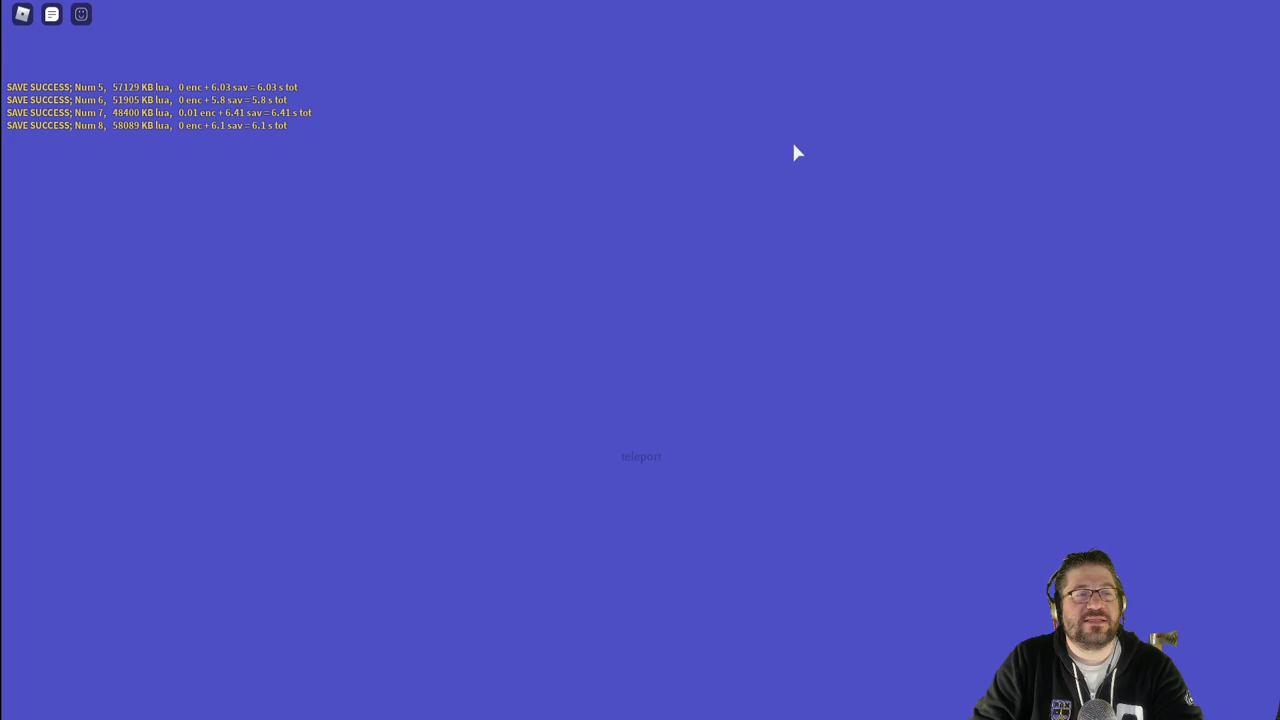 SAVE SUCCESS; Num 5, 57129 KB lua, 0 enc + 6.03 sav = 6.03 s tot
SAVE SUCCESS; Num 6, 51905 KB lua, 0 enc + 5.8 sav = 5.8 s tot
SAVE SUCCESS; Num 7, 48400 KB lua, 0.01 enc + 6.41 sav = 6.41 s tot
SAVE SUCCESS; Num 8, 58089 KB lua, 0 enc + 6.1 sav = 6.1 s tot
teleport